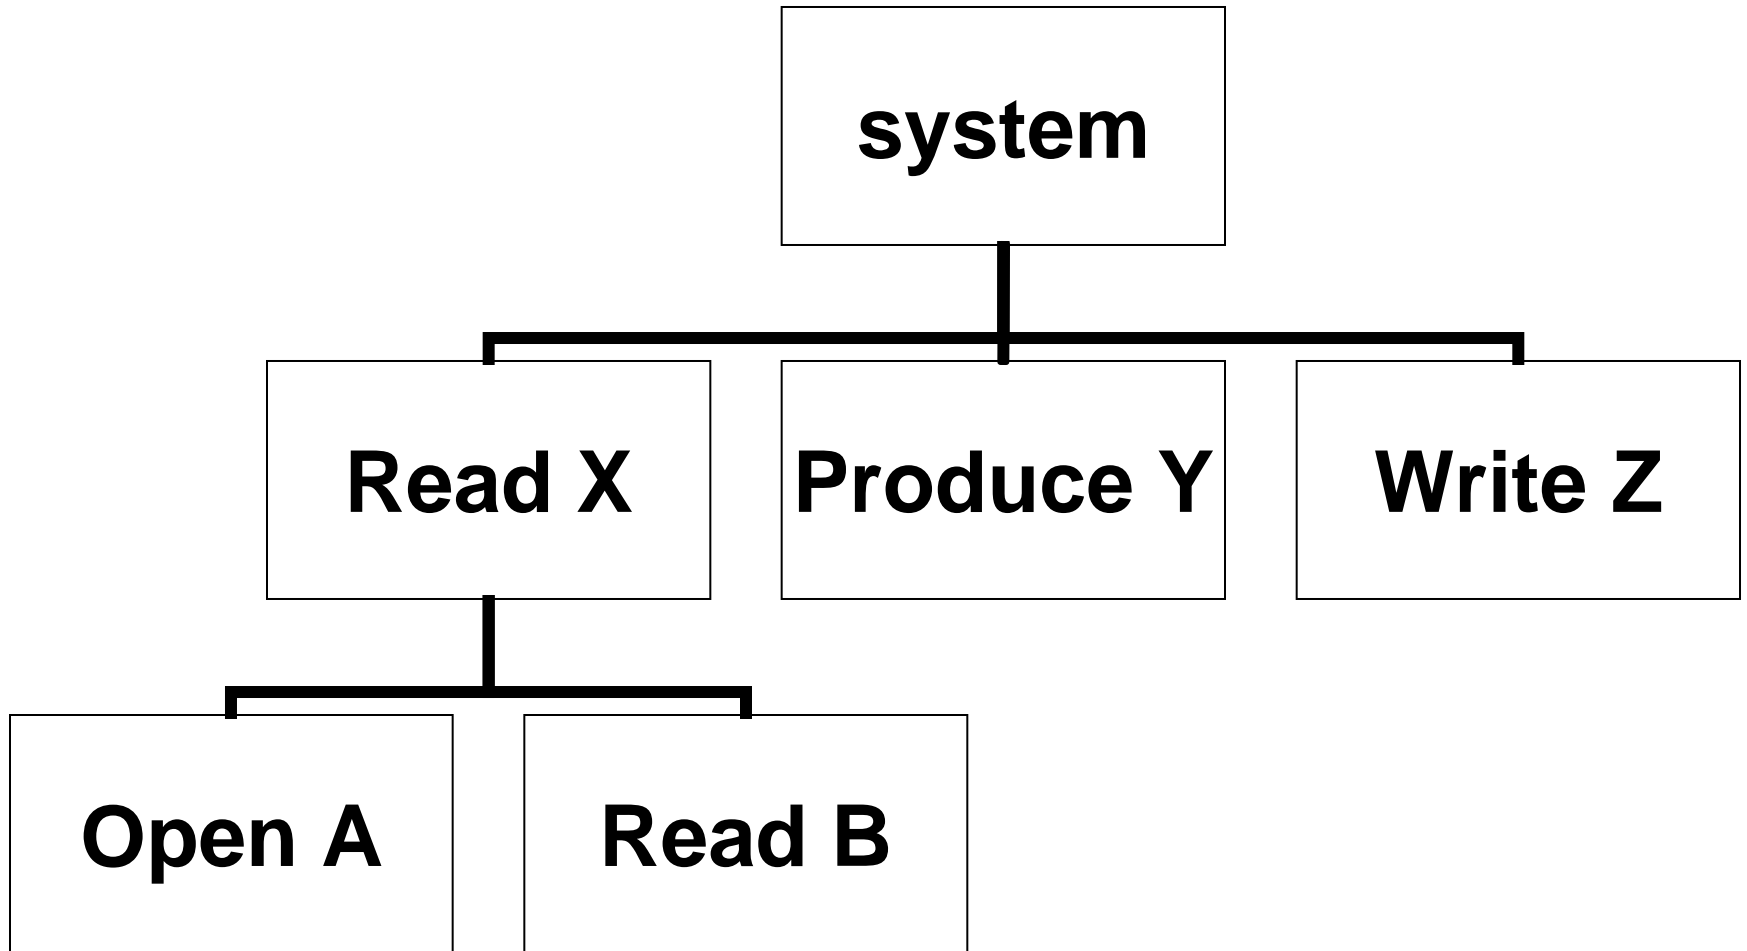 system
Read X
Produce Y
Write Z
Open A
Read B